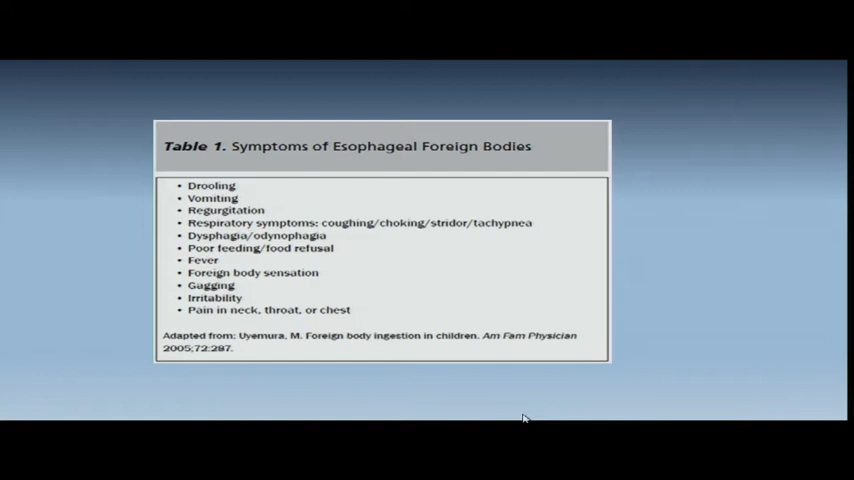 Table 1. Symptoms of Esophageal Foreign Bodies
• Drooling
• Vomiting
• Regurgitation
• Respiratory symptoms: coughing/choking/stridor/tachypnea
• Dysphagia/odynophagia
• Poor feeding/food refusal
• Fever
• Foreign body sensation
• Gagging
• Irritability
• Pain in neck, throat, or chest
Adapted from: Uyemura, M. Foreign body ingestion in children. Am Fam Physician
2005;72:287.